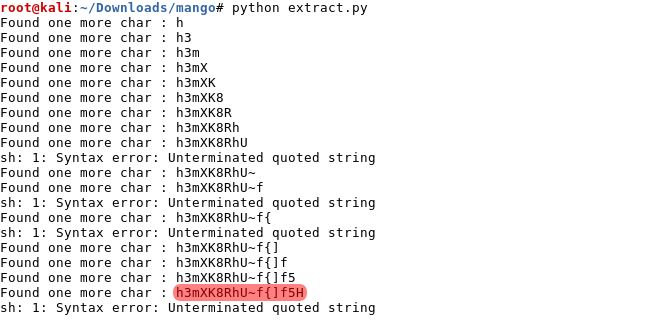 root@kali:~/Downloads/mango# python extract.py
Found one more char : h
Found one more char : h3
Found one more char : h3m
Found one more char : h3mX
Found one more char : h3mXK
Found one more char : h3mXK8
Found one more char : h3mXK8R
Found one more char : h3mXK8Rh
Found one more char : h3mXK8RhU
sh: 1: Syntax error: Unterminated quoted string
Found one more char : h3mXK8RhU~
Found one more char : h3mXK8RhU~f
sh: 1: Syntax error: Unterminated quoted string
Found one more char : h3mXK8RhU~f{
sh: 1: Syntax error: Unterminated quoted string
Found one more char : h3mXK8RhU~f{]
Found one more char : h3mXK8RhU~f{]f
Found one more char : h3mXK8RhU~f{]f5
Found one more char : h3mXK8RhU~f{]f5H
sh: 1: Syntax error: Unterminated quoted string